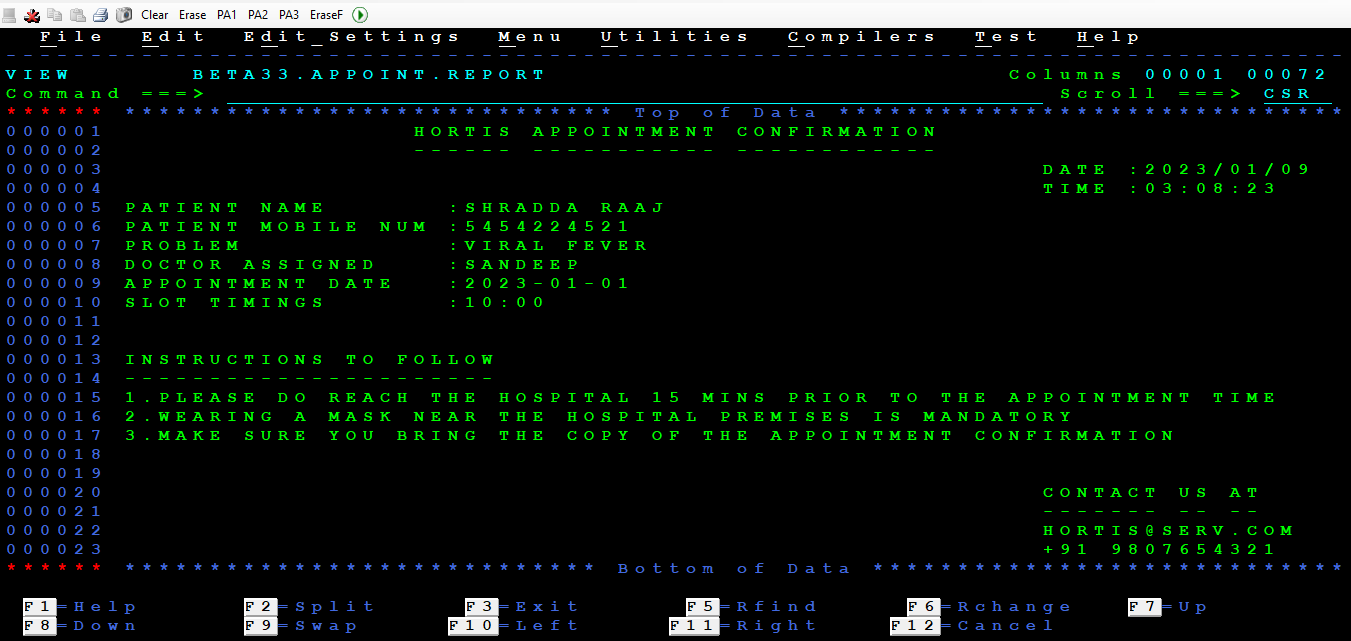 Clear Erase PA1 PA2 PA3 EraseF
File Edit Edit_Settings Menu Utilities Compilers Test Help
VIEW BETA33.APPOINT.REPORT Columns 00001 00072
Command ===> Scroll ===> CSR
****** ***************************** Top of Data ******************************
000001 HORTIS APPOINTMENT CONFIRMATION
000002 ------ ----------- ------------
000003 DATE :2023/01/09
000004 TIME :03:08:23
000005 PATIENT NAME :SHRADDA RAAJ
000006 PATIENT MOBILE NUM :5454224521
000007 PROBLEM :VIRAL FEVER
000008 DOCTOR ASSIGNED :SANDEEP
000009 APPOINTMENT DATE :2023-01-01
000010 SLOT TIMINGS :10:00
000011
000012
000013 INSTRUCTIONS TO FOLLOW
000014 ----------------------
000015 1.PLEASE DO REACH THE HOSPITAL 15 MINS PRIOR TO THE APPOINTMENT TIME
000016 2.WEARING A MASK NEAR THE HOSPITAL PREMISES IS MANDATORY
000017 3.MAKE SURE YOU BRING THE COPY OF THE APPOINTMENT CONFIRMATION
000018
000019
000020 CONTACT US AT
000021 ------- -- --
000022 HORTIS@SERV.COM
000023 +91 9807654321
****** **************************** Bottom of Data ****************************
F1=Help F2=Split F3=Exit F5=Rfind F6=Rchange F7=Up
F8=Down F9=Swap F10=Left F11=Right F12=Cancel